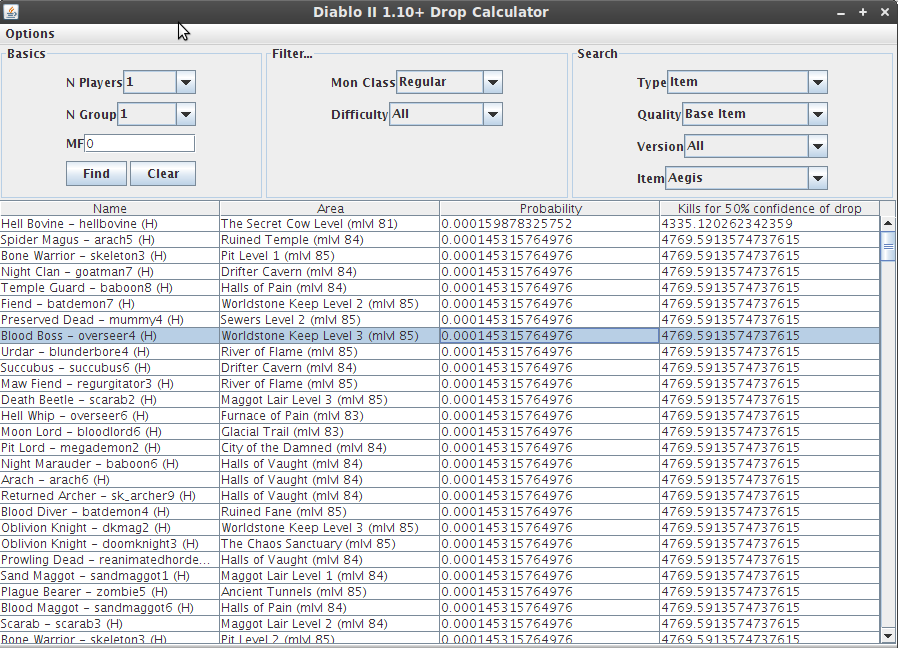 Diablo II 1.10+ Drop Calculator
Options
Basics
N Players 1
N Group 1
MF 0
Find Clear
Filter...
Mon Class Regular
Difficulty All
Search
Type Item
Quality Base Item
Version All
Item Aegis
Name Area Probability Kills for 50% confidence of drop
Hell Bovine - hellbovine (H) The Secret Cow Level (mlvl 81) 0.000159878325752 4335.120262342359
Spider Magus - arach5 (H) Ruined Temple (mlvl 84) 0.000145315764976 4769.5913574737615
Bone Warrior - skeleton3 (H) Pit Level 1 (mlvl 85) 0.000145315764976 4769.5913574737615
Night Clan - goatman7 (H) Drifter Cavern (mlvl 84) 0.000145315764976 4769.5913574737615
Temple Guard - baboon8 (H) Halls of Pain (mlvl 84) 0.000145315764976 4769.5913574737615
Fiend - batdemon7 (H) Worldstone Keep Level 2 (mlvl 85) 0.000145315764976 4769.5913574737615
Preserved Dead - mummy4 (H) Sewers Level 2 (mlvl 85) 0.000145315764976 4769.5913574737615
Blood Boss - overseer4 (H) Worldstone Keep Level 3 (mlvl 85) 0.000145315764976 4769.5913574737615
Urdar - blunderbore4 (H) River of Flame (mlvl 85) 0.000145315764976 4769.5913574737615
Succubus - succubus6 (H) Drifter Cavern (mlvl 84) 0.000145315764976 4769.5913574737615
Maw Fiend - regurgitator3 (H) River of Flame (mlvl 85) 0.000145315764976 4769.5913574737615
Death Beetle - scarab2 (H) Maggot Lair Level 3 (mlvl 85) 0.000145315764976 4769.5913574737615
Hell Whip - overseer6 (H) Furnace of Pain (mlvl 83) 0.000145315764976 4769.5913574737615
Moon Lord - bloodlord6 (H) Glacial Trail (mlvl 83) 0.000145315764976 4769.5913574737615
Pit Lord - megademon2 (H) City of the Damned (mlvl 84) 0.000145315764976 4769.5913574737615
Night Marauder - baboon6 (H) Halls of Vaught (mlvl 84) 0.000145315764976 4769.5913574737615
Arach - arach6 (H) Halls of Vaught (mlvl 84) 0.000145315764976 4769.5913574737615
Returned Archer - sk_archer9 (H) Halls of Vaught (mlvl 84) 0.000145315764976 4769.5913574737615
Blood Diver - batdemon4 (H) Ruined Fane (mlvl 85) 0.000145315764976 4769.5913574737615
Oblivion Knight - dkmag2 (H) Worldstone Keep Level 3 (mlvl 85) 0.000145315764976 4769.5913574737615
Oblivion Knight - doomknight3 (H) The Chaos Sanctuary (mlvl 85) 0.000145315764976 4769.5913574737615
Prowling Dead - reanimatedhorde... Halls of Vaught (mlvl 84) 0.000145315764976 4769.5913574737615
Sand Maggot - sandmaggot1 (H) Maggot Lair Level 1 (mlvl 84) 0.000145315764976 4769.5913574737615
Plague Bearer - zombie5 (H) Ancient Tunnels (mlvl 85) 0.000145315764976 4769.5913574737615
Blood Maggot - sandmaggot6 (H) Halls of Pain (mlvl 84) 0.000145315764976 4769.5913574737615
Scarab - scarab3 (H) Maggot Lair Level 2 (mlvl 84) 0.000145315764976 4769.5913574737615
Bone Warrior - skeleton3 (H) Pit Level 2 (mlvl 85) 0.000145315764976 4769.5913574737615